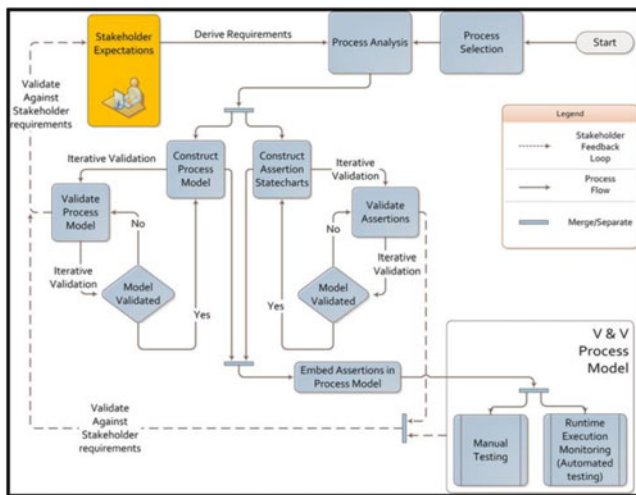 Stakeholder
Expectations
Derive Requirements
Process Analysis
Process
Selection
Start
Validate
Against
Stakeholder
requirements
Legend
Stakeholder
Feedback
Loop
Process
Flow
Merge/Separate
Iterative Validation
Construct
Process
Model
Construct
Assertion
Statecharts
Iterative
Validation
Validate
Process
Model
No
Validate
Assertions
No
Iterative
Validation
Model
Validated
Yes
Yes
Model
Validated
Iterative
Validation
V & V
Process
Model
Embed Assertions in
Process Model
Validate
Against
Stakeholder
requirements
Manual
Testing
Runtime
Execution
Monitoring
(Automated
testing)